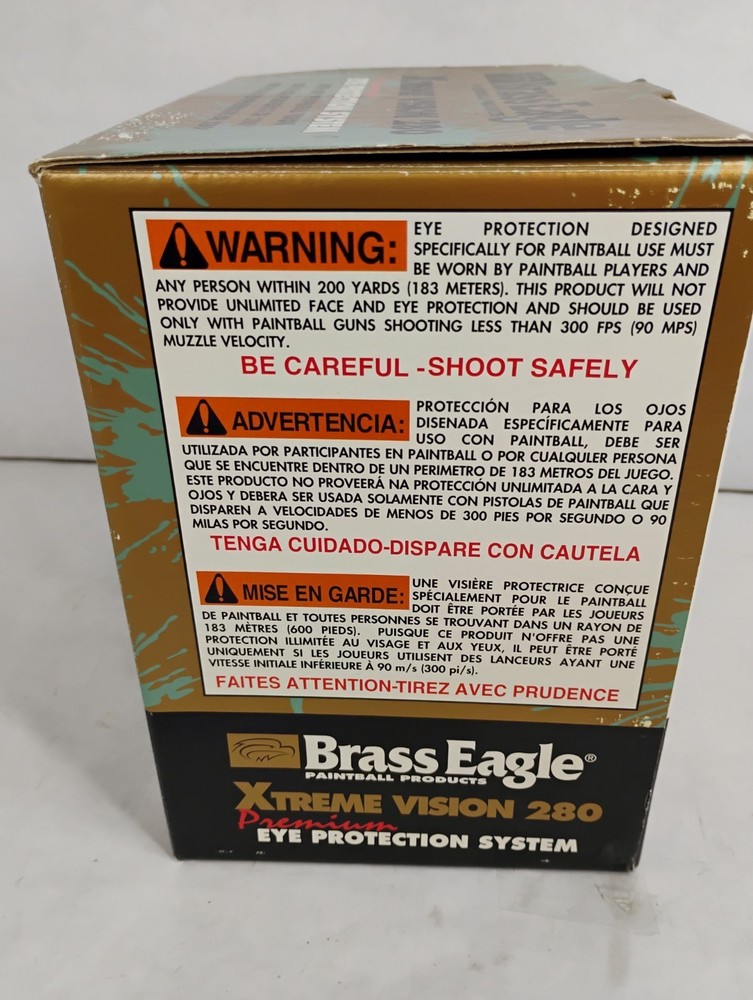 WARNING: EYE PROTECTION DESIGNED
SPECIFICALLY FOR PAINTBALL USE MUST
BE WORN BY PAINTBALL PLAYERS AND
ANY PERSON WITHIN 200 YARDS (183 METERS). THIS PRODUCT WILL NOT
PROVIDE UNLIMITED FACE AND EYE PROTECTION AND SHOULD BE USED
ONLY WITH PAINTBALL GUNS SHOOTING LESS THAN 300 FPS (90 MPS)
MUZZLE VELOCITY.
BE CAREFUL -SHOOT SAFELY
ADVERTENCIA: PROTECCIÓN PARA LOS OJOS
DISENADA ESPECÍFICAMENTE PARA
USO CON PAINTBALL, DEBE SER
UTILIZADA POR PARTICIPANTES EN PAINTBALL O POR CUALQUIER PERSONA
QUE SE ENCUENTRE DENTRO DE UN PERIMETRO DE 183 METROS DEL JUEGO.
ESTE PRODUCTO NO PROVEERÁ NA PROTECCIÓN UNLIMITADA A LA CARA Y
OJOS Y DEBERA SER USADA SOLAMENTE CON PISTOLAS DE PAINTBALL QUE
DISPAREN A VELOCIDADES DE MENOS DE 300 PIES POR SEGUNDO O 90
MILAS POR SEGUNDO.
TENGA CUIDADO-DISPARE CON CAUTELA
MISE EN GARDE: UNE VISIÈRE PROTECTRICE CONÇUE
SPÉCIALEMENT POUR LE PAINTBALL
DOIT ÊTRE PORTÉE PAR LES JOUEURS
DE PAINTBALL ET TOUTES PERSONNES SE TROUVANT DANS UN RAYON DE
183 MÈTRES (600 PIEDS). PUISQUE CE PRODUIT N'OFFRE PAS UNE
PROTECTION ILLIMITÉE AU VISAGE ET AUX YEUX, IL PEUT ÊTRE PORTÉ
UNIQUEMENT SI LES JOUEURS UTILISENT DES LANCEURS AYANT UNE
VITESSE INITIALE INFÉRIEURE À 90 m/s (300 pi/s).
FAITES ATTENTION-TIREZ AVEC PRUDENCE
Brass Eagle®
PAINTBALL PRODUCTS
XTREME VISION 280
Premium
EYE PROTECTION SYSTEM